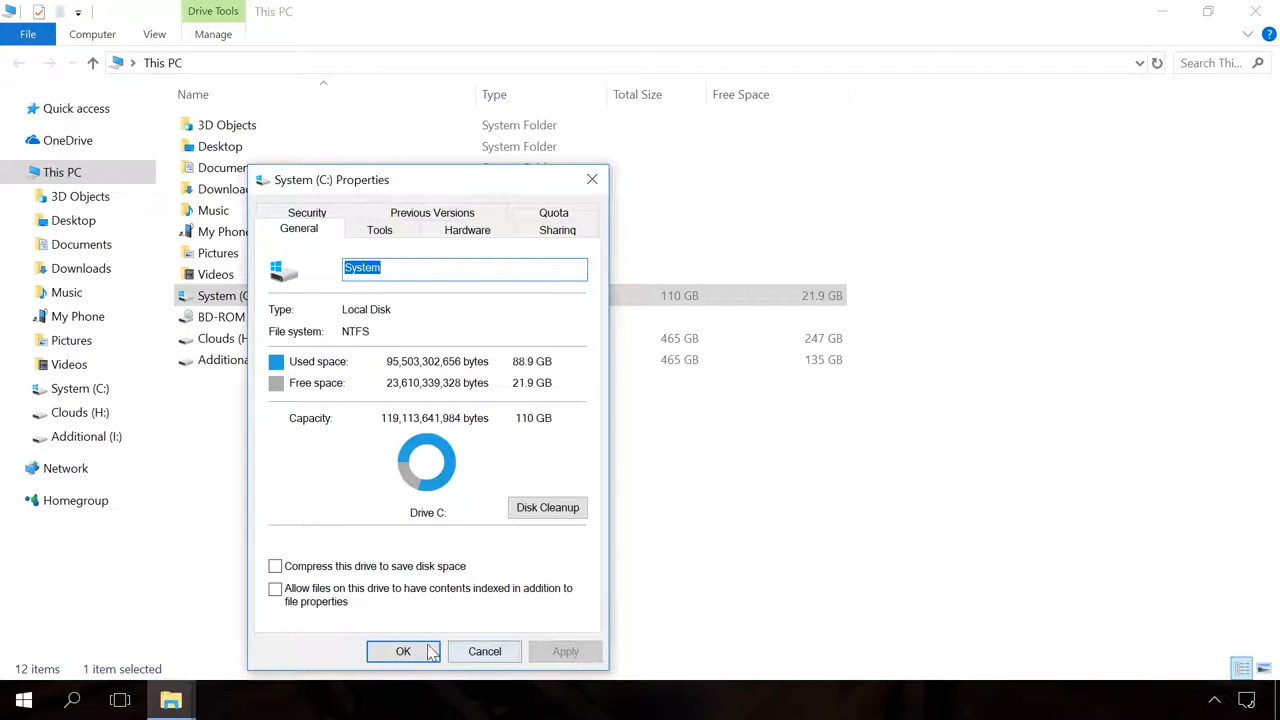 Drive Tools This PC
File Computer View Manage
This PC Search Thi...
Name Type Total Size Free Space
Quick access
OneDrive
This PC
3D Objects
Desktop
Documents
Downloads
Music
My Phone
Pictures
Videos
System (C:)
Clouds (H:)
Additional (I:)
Network
Homegroup
3D Objects System Folder
Desktop System Folder
Documen
Downloa
Music
My Phon
Pictures
Videos
System (C 110 GB 21.9 GB
BD-ROM
Clouds (H 465 GB 247 GB
Additiona 465 GB 135 GB
System (C:) Properties
Security Previous Versions Quota
General Tools Hardware Sharing
System
Type: Local Disk
File system: NTFS
Used space: 95,503,302,656 bytes 88.9 GB
Free space: 23,610,339,328 bytes 21.9 GB
Capacity: 119,113,641,984 bytes 110 GB
Drive C:
Disk Cleanup
Compress this drive to save disk space
Allow files on this drive to have contents indexed in addition to
file properties
OK Cancel Apply
12 items 1 item selected